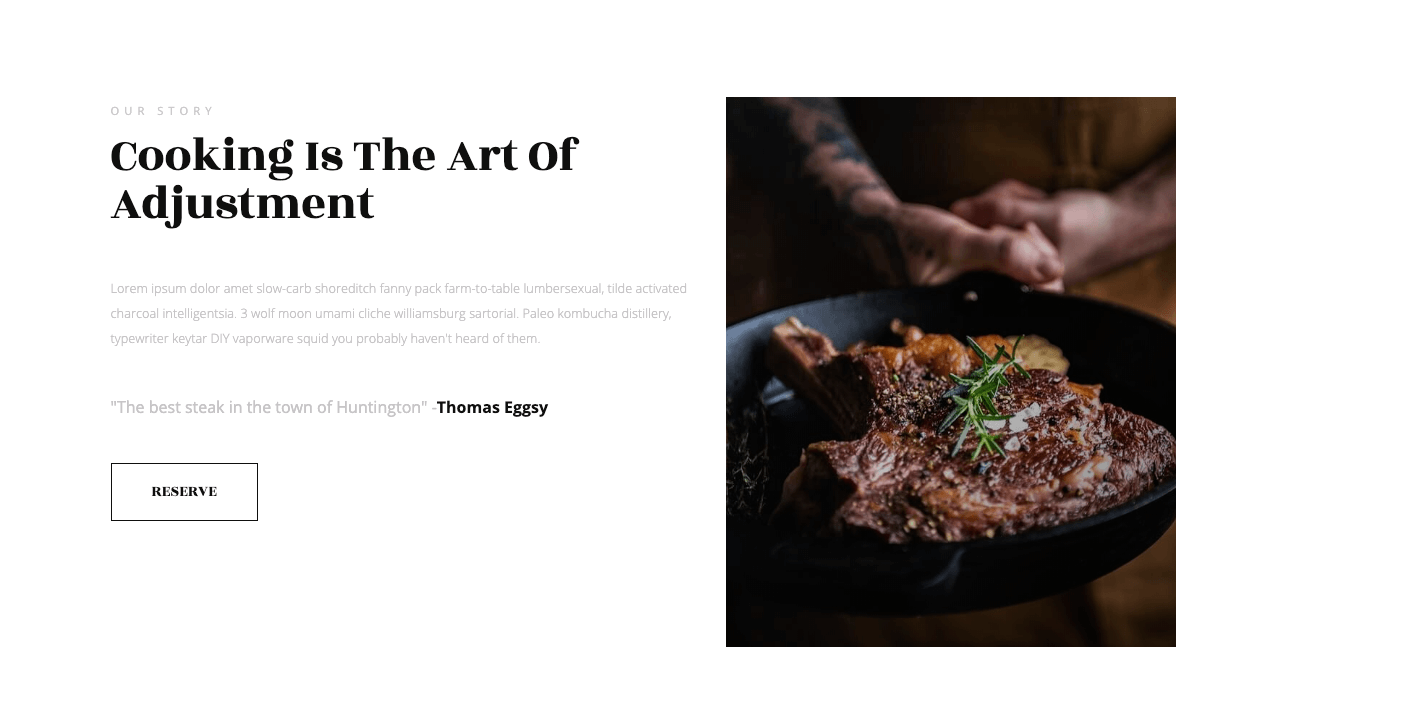 OUR STORY
Cooking Is The Art Of
Adjustment
Lorem ipsum dolor amet slow-carb shoreditch fanny pack farm-to-table lumbersexual, tilde activated
charcoal intelligentsia. 3 wolf moon umami cliche williamsburg sartorial. Paleo kombucha distillery,
typewriter keytar DIY vaporware squid you probably haven't heard of them.
"The best steak in the town of Huntington" -Thomas Eggsy
RESERVE